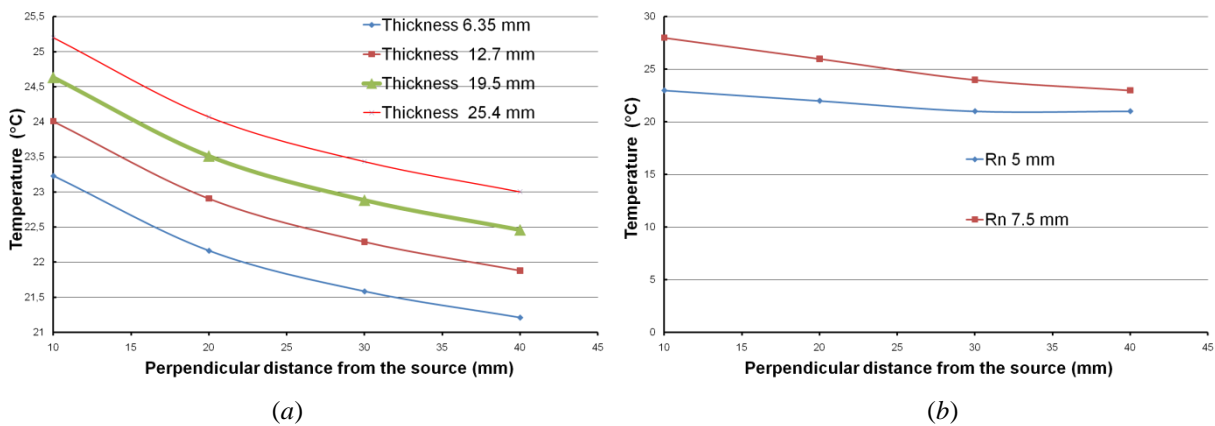 25,5
25
24,5
24
23,5
23
22,5
22
21,5
21
10
15
20
25
30
35
40
45
Temperature (°C)
Perpendicular distance from the source (mm)
Thickness 6.35 mm
Thickness 12.7 mm
Thickness 19.5 mm
Thickness 25.4 mm
(a)
30
25
20
15
10
5
0
10
15
20
25
30
35
40
45
Temperature (°C)
Perpendicular distance from the source (mm)
Rn 5 mm
Rn 7.5 mm
(b)